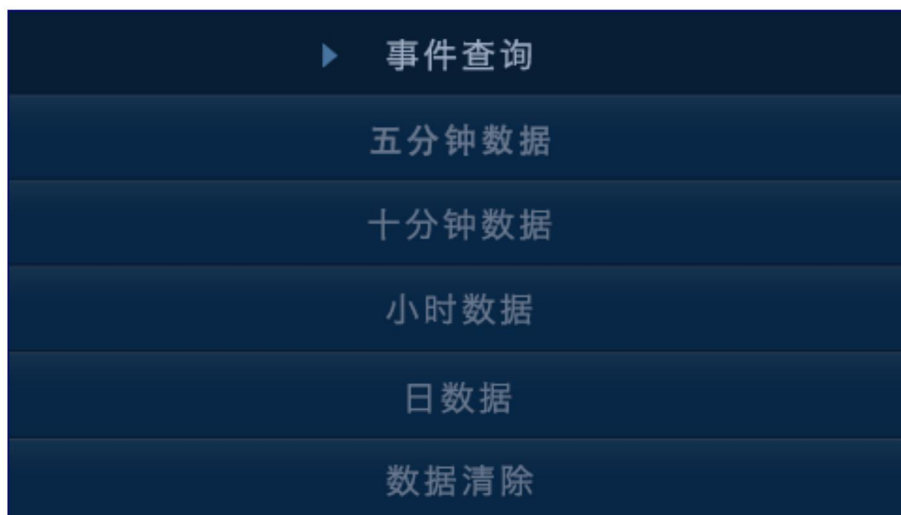 事件查询
五分钟数据
十分钟数据
小时数据
日数据
数据清除